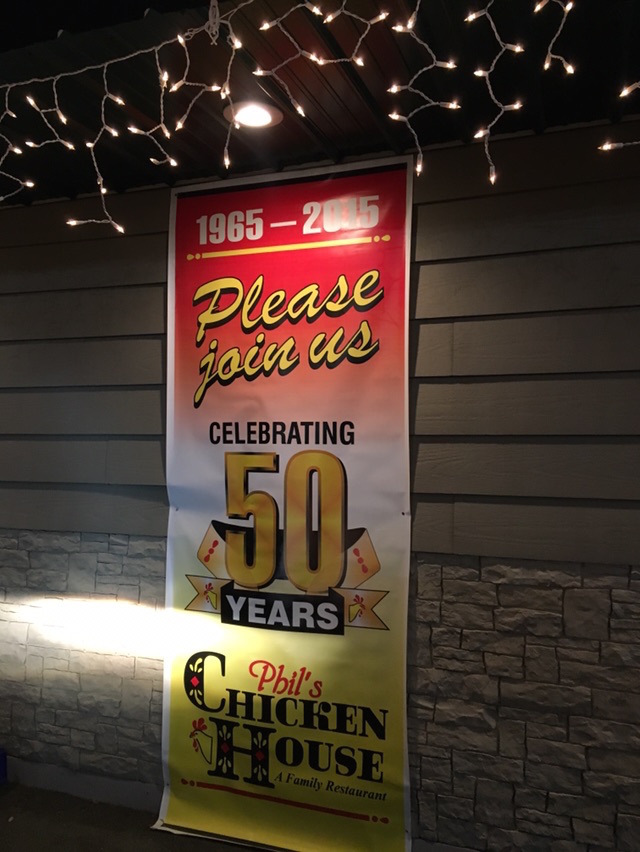 1965 – 2015
Please
join us
CELEBRATING
50
YEARS
Phil's
CHICKEN
HOUSE
A Family Restaurant